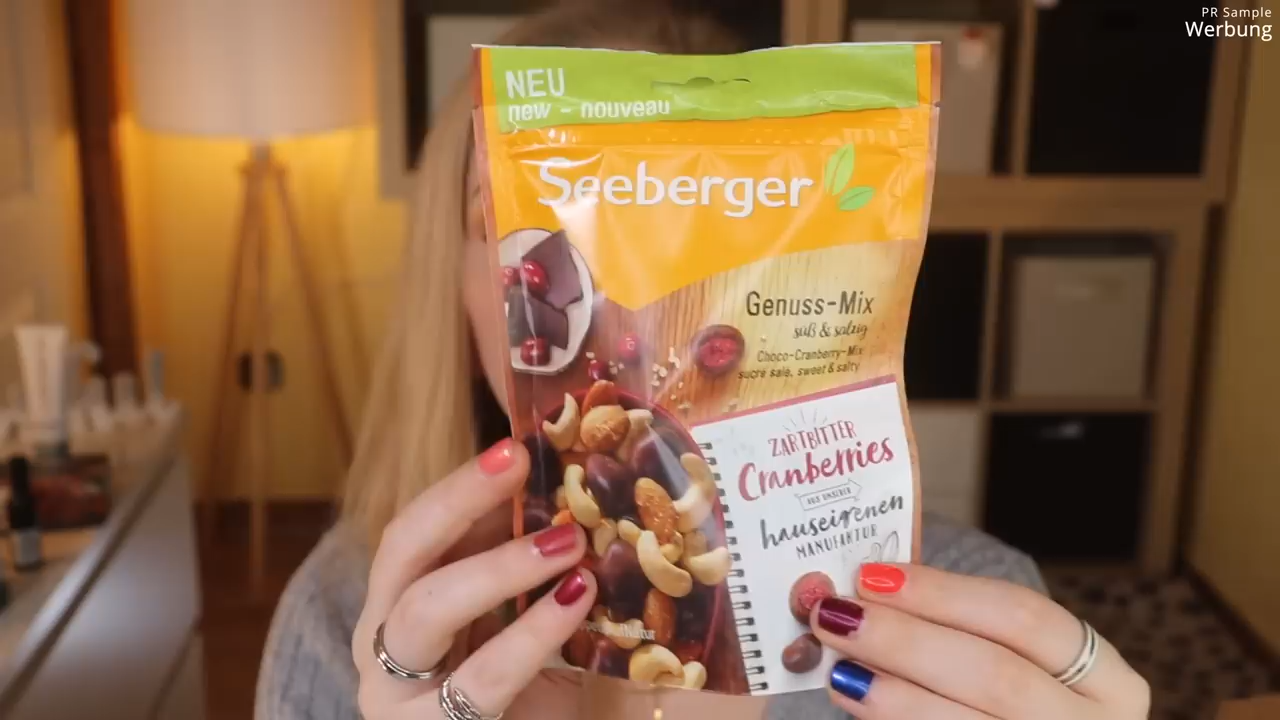 PR Sample
Werbung
NEU
new - nouveau
Seeberger
Genuss-Mix
süß & salzig
Choco-Cranberry-Mix
sucré salé, sweet & salty
ZARTBITTER
Cranberries
AUS UNSERER
hauseigenen
MANUFAKTUR